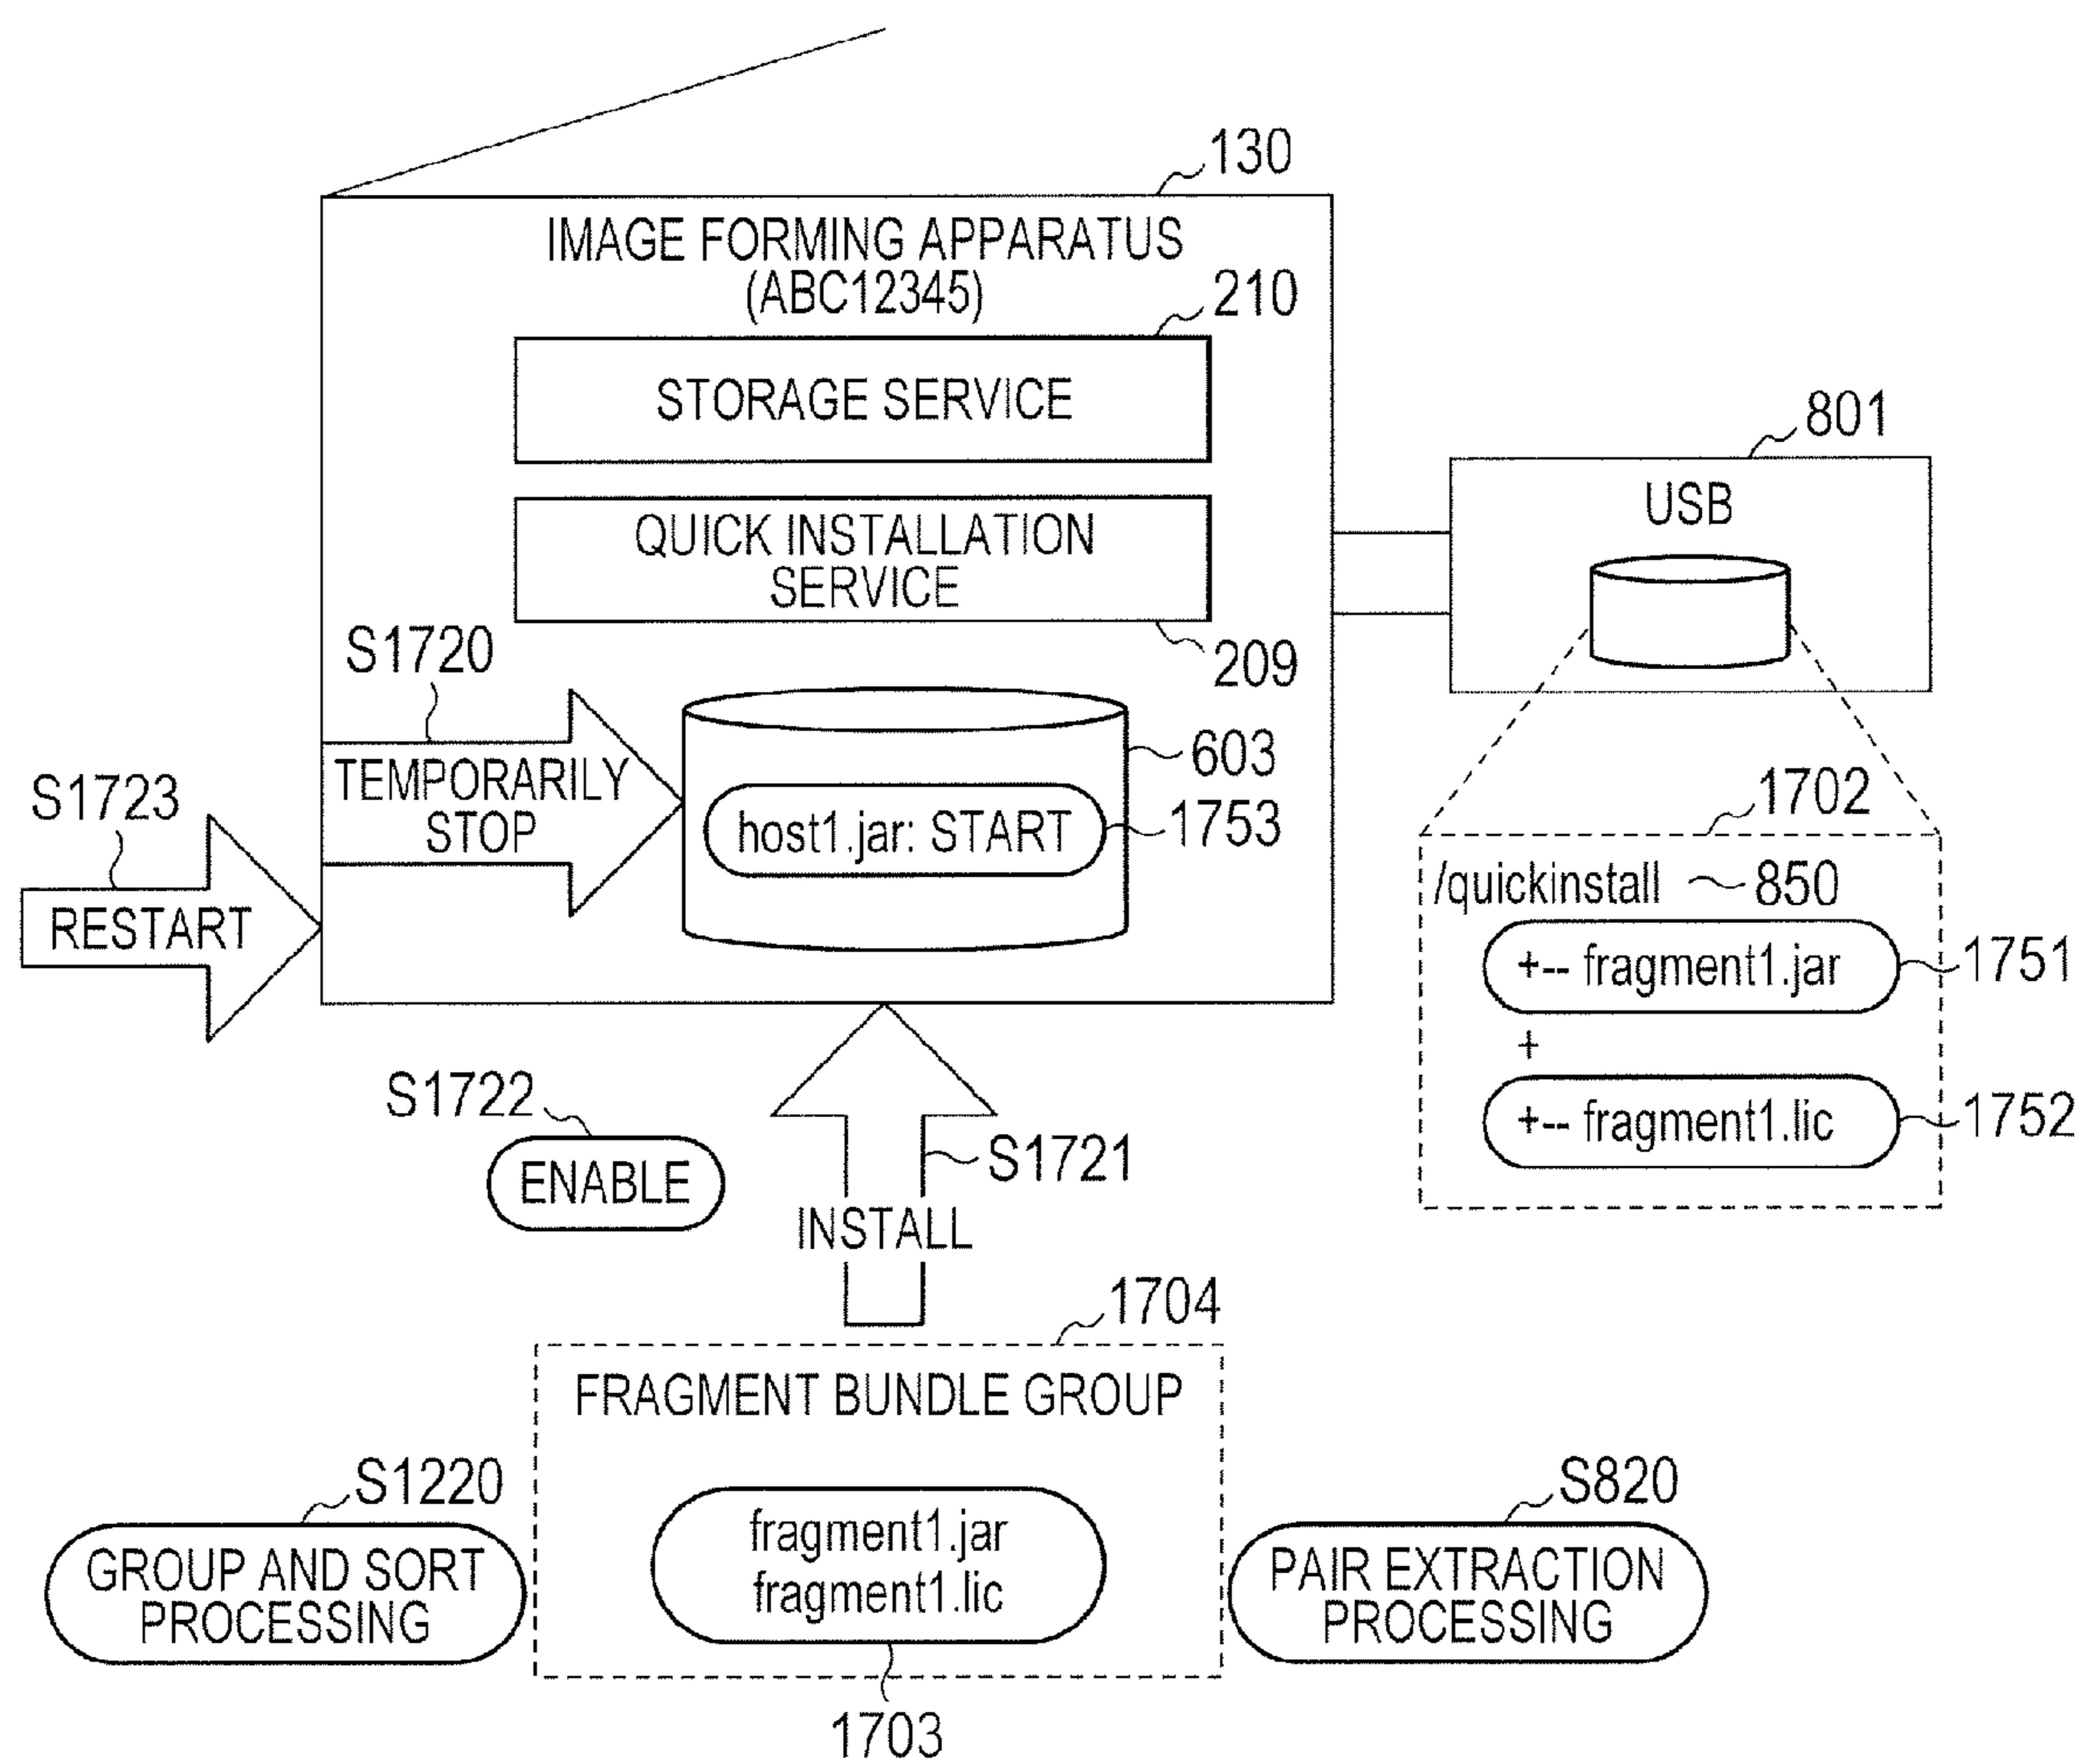 130
IMAGE FORMING APPARATUS
(ABC12345)
210
STORAGE SERVICE
801
USB
QUICK INSTALLATION
SERVICE
209
S1720
TEMPORARILY
STOP
603
host1.jar: START
1753
S1723
RESTART
1702
/quickinstall
850
+-- fragment1.jar
1751
+
+-- fragment1.lic
1752
S1722
ENABLE
S1721
INSTALL
1704
FRAGMENT BUNDLE GROUP
S1220
GROUP AND SORT
PROCESSING
fragment1.jar
fragment1.lic
1703
S820
PAIR EXTRACTION
PROCESSING